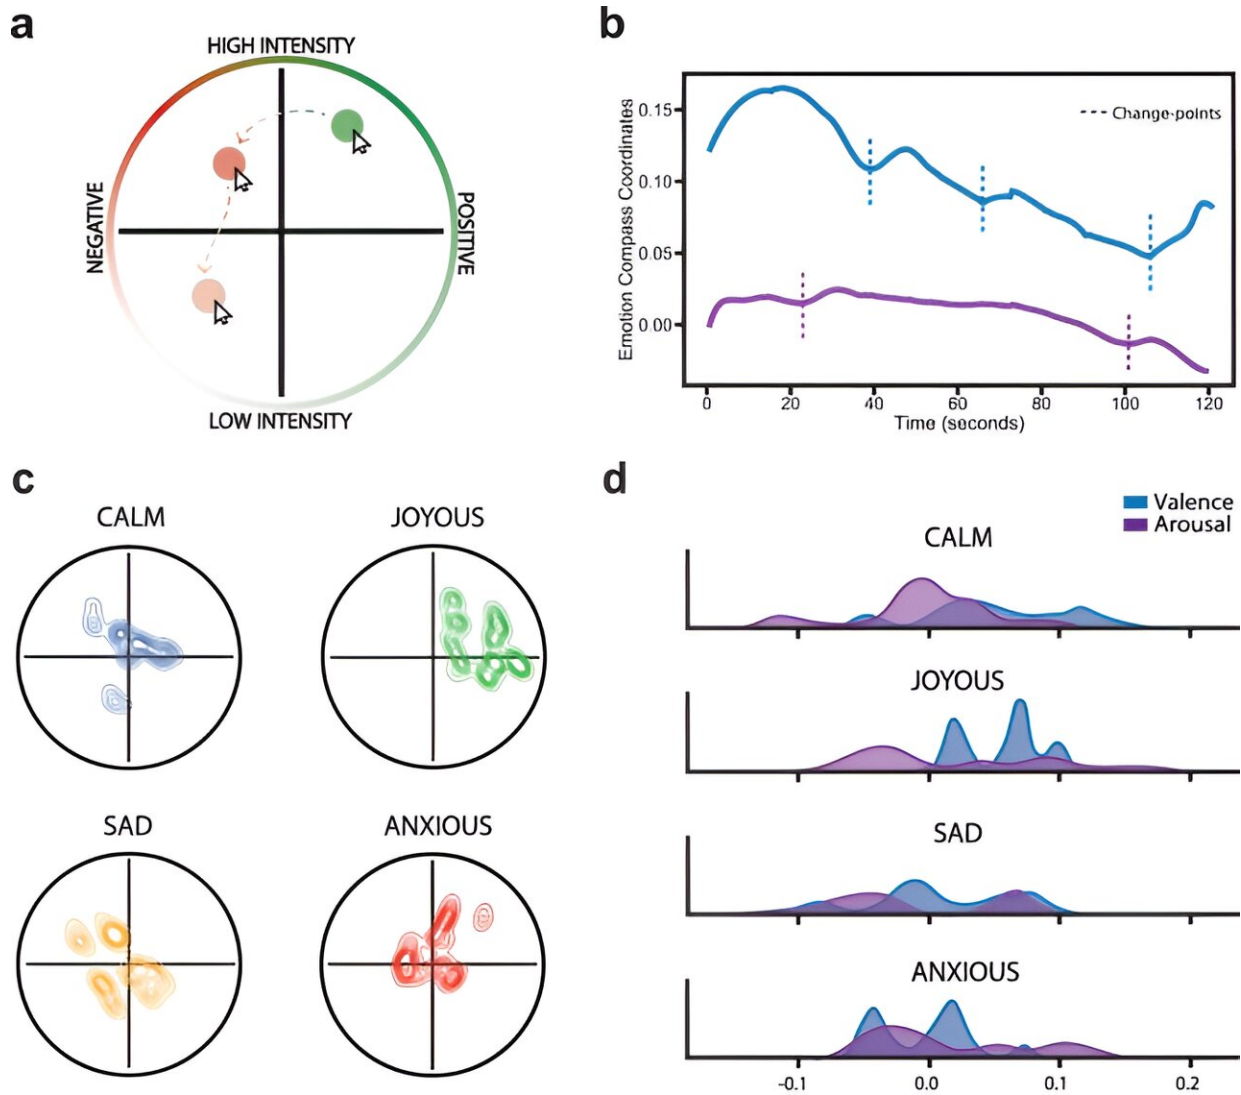 a
HIGH INTENSITY
NEGATIVE
POSITIVE
LOW INTENSITY
b
Emotion Compass Coordinates
0.15
0.10
0.05
0.00
Change-points
0 20 40 60 80 100 120
Time (seconds)
c
CALM
JOYOUS
SAD
ANXIOUS
d
Valence
Arousal
CALM
JOYOUS
SAD
ANXIOUS
-0.1 0.0 0.1 0.2